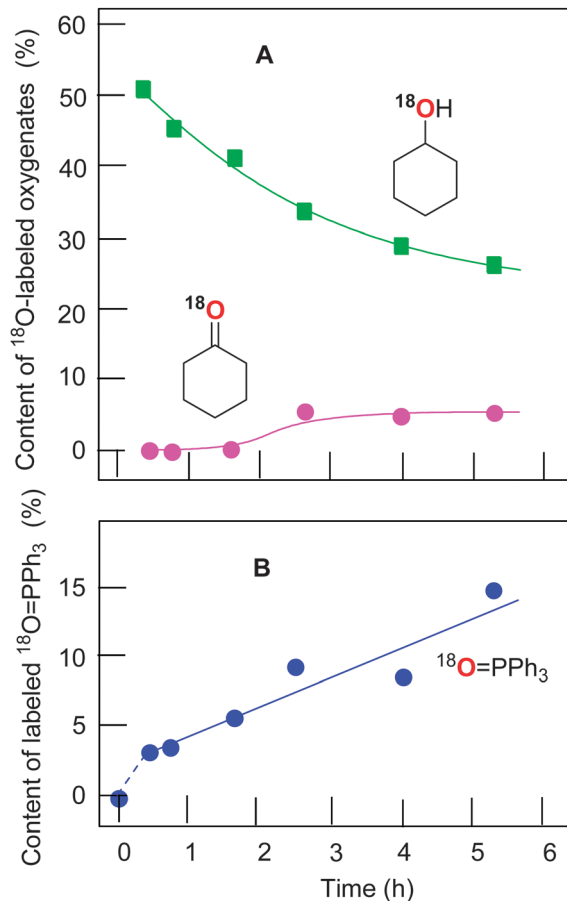 Content of ¹⁸O-labeled oxygenates (%)
60
50
40
30
20
10
0
A
¹⁸OH
¹⁸O
Content of labeled ¹⁸O=PPh₃ (%)
15
10
5
0
B
¹⁸O=PPh₃
0 1 2 3 4 5 6
Time (h)